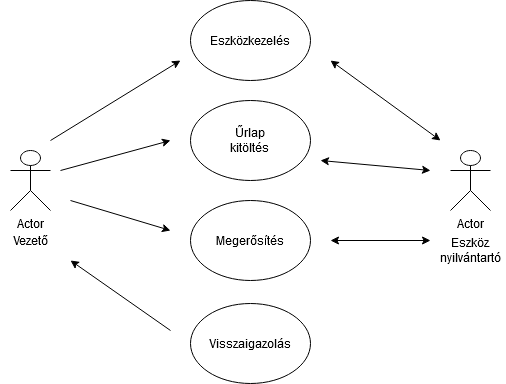 Eszközkezelés
Űrlap
kitöltés
Actor
Vezető
Actor
Eszköz
nyilvántartó
Megerősítés
Visszaigazolás